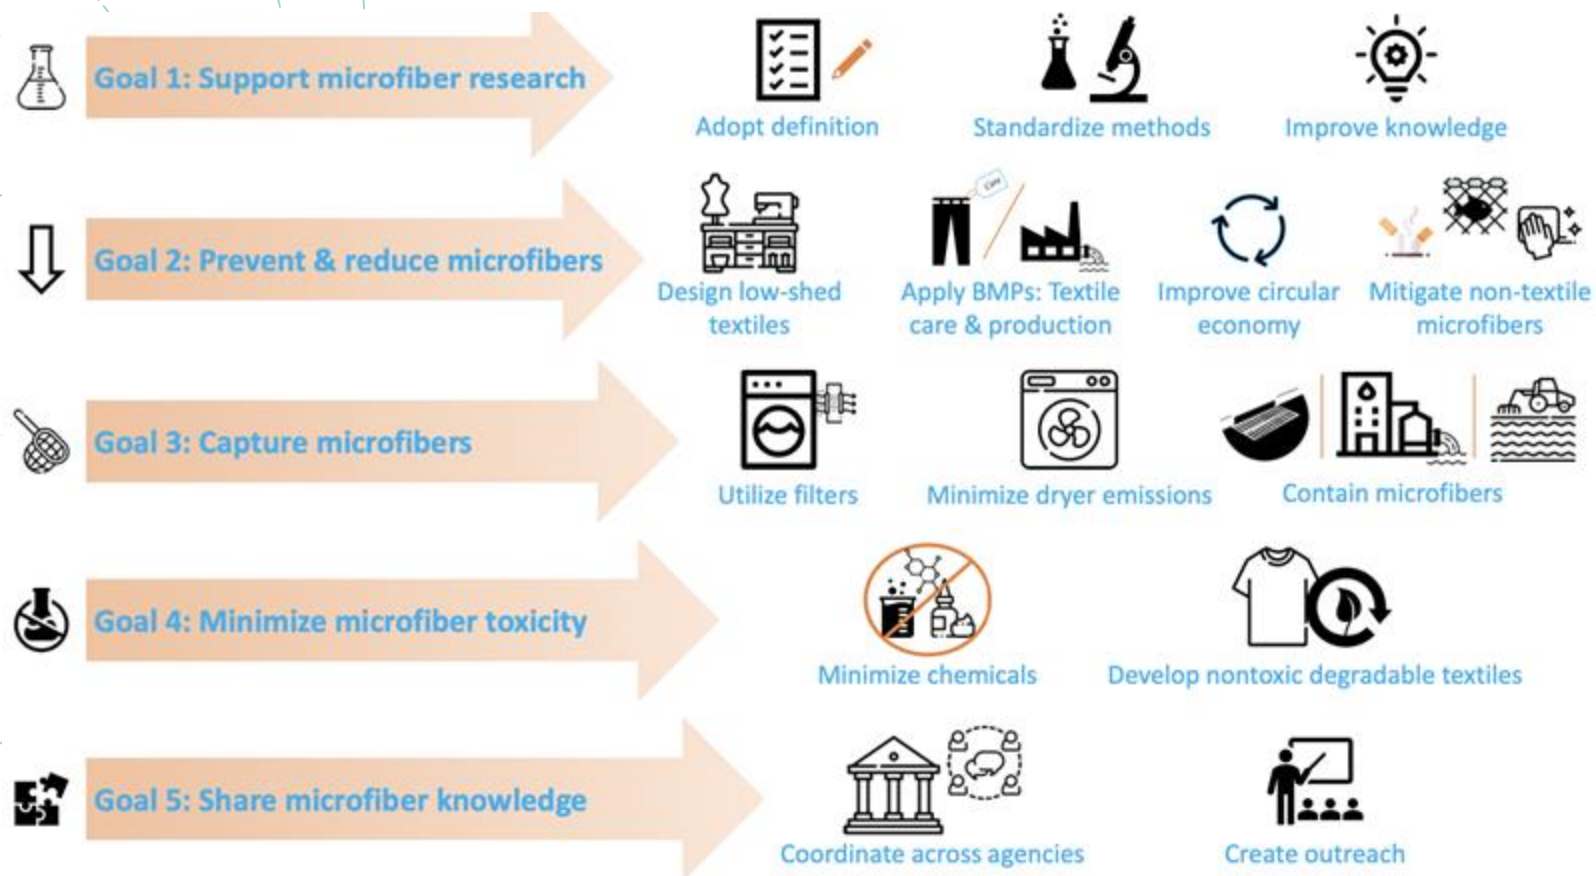 Goal 1: Support microfiber research
Adopt definition
Standardize methods
Improve knowledge
Goal 2: Prevent & reduce microfibers
Design low-shed
textiles
Apply BMPs: Textile
care & production
Improve circular
economy
Mitigate non-textile
microfibers
Goal 3: Capture microfibers
Utilize filters
Minimize dryer emissions
Contain microfibers
Goal 4: Minimize microfiber toxicity
Minimize chemicals
Develop nontoxic degradable textiles
Goal 5: Share microfiber knowledge
Coordinate across agencies
Create outreach